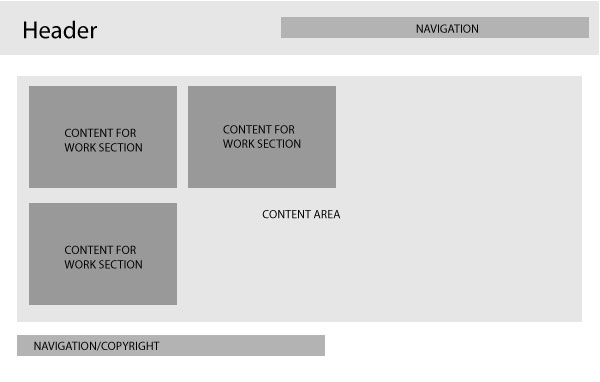 Header
NAVIGATION
CONTENT FOR
WORK SECTION
CONTENT FOR
WORK SECTION
CONTENT FOR
WORK SECTION
CONTENT AREA
NAVIGATION/COPYRIGHT